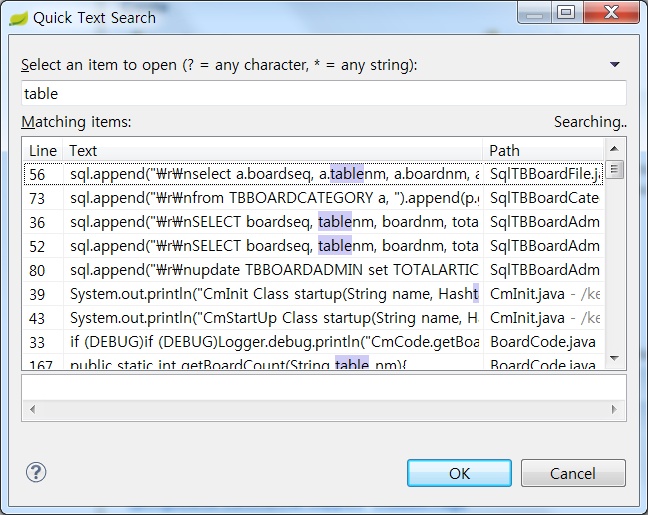 Quick Text Search
Select an item to open (? = any character, * = any string):
table
Matching items: Searching..
Line Text Path
56 sql.append("₩r₩nselect a.boardseq, a.tablenm, a.boardnm, a SqlTBBoardFile.ja
73 sql.append("₩r₩nfrom TBBOARDCATEGORY a, ").append(p.g SqlTBBoardCate
36 sql.append("₩r₩nSELECT boardseq, tablenm, boardnm, tota SqlTBBoardAdm
52 sql.append("₩r₩nSELECT boardseq, tablenm, boardnm, tota SqlTBBoardAdm
80 sql.append("₩r₩nupdate TBBOARDADMIN set TOTALARTIC SqlTBBoardAdm
39 System.out.println("CmInit Class startup(String name, Hasht CmInit.java - /ke
43 System.out.println("CmStartUp Class startup(String name, Ha CmInit.java - /ke
33 if (DEBUG)if (DEBUG)Logger.debug.println("CmCode.getBoa BoardCode.java
167 public static int getBoardCount(String table_nm){ BoardCode.java
OK Cancel